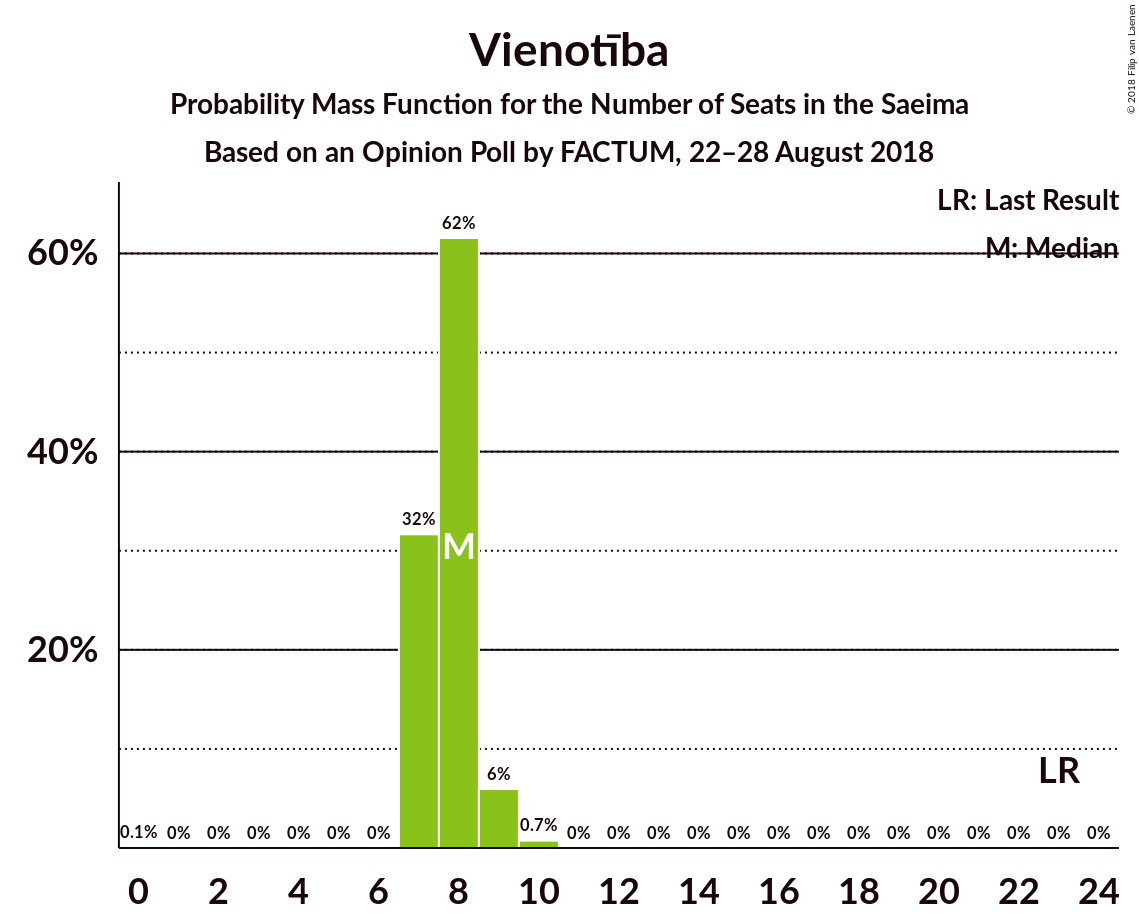 Vienotība
Probability Mass Function for the Number of Seats in the Saeima
Based on an Opinion Poll by FACTUM, 22–28 August 2018
© 2018 Filip van Laenen
LR: Last Result
M: Median
60%
40%
20%
62%
32%
M
6%
LR
0.1% 0% 0% 0% 0% 0% 0% 0.7% 0% 0% 0% 0% 0% 0% 0% 0% 0% 0% 0% 0% 0% 0%
0 2 4 6 8 10 12 14 16 18 20 22 24